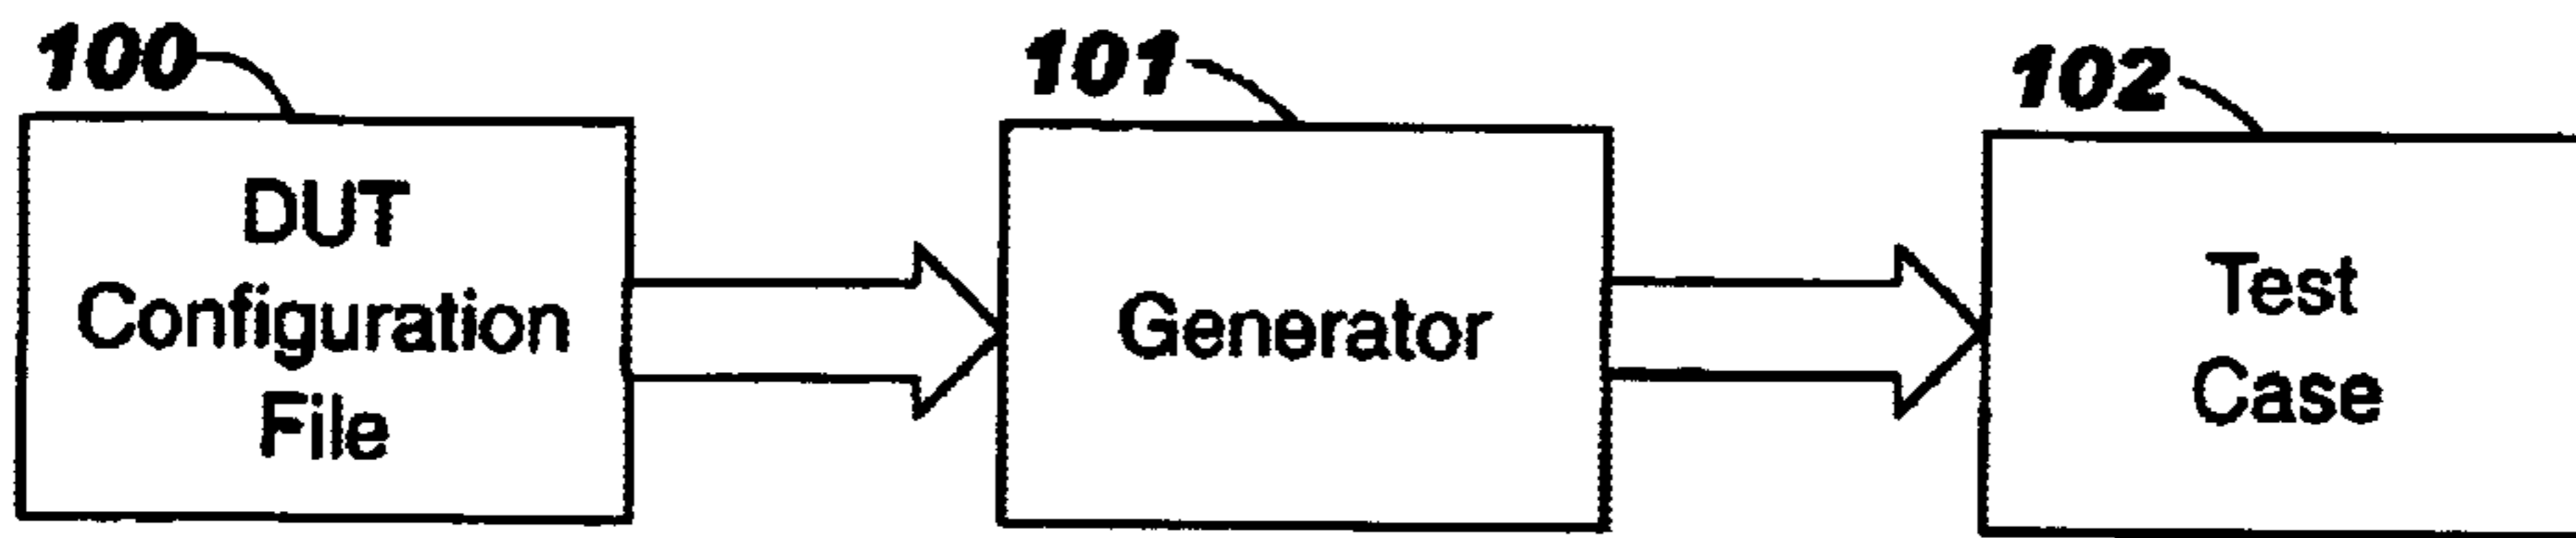 100
DUT
Configuration
File
101
Generator
102
Test
Case